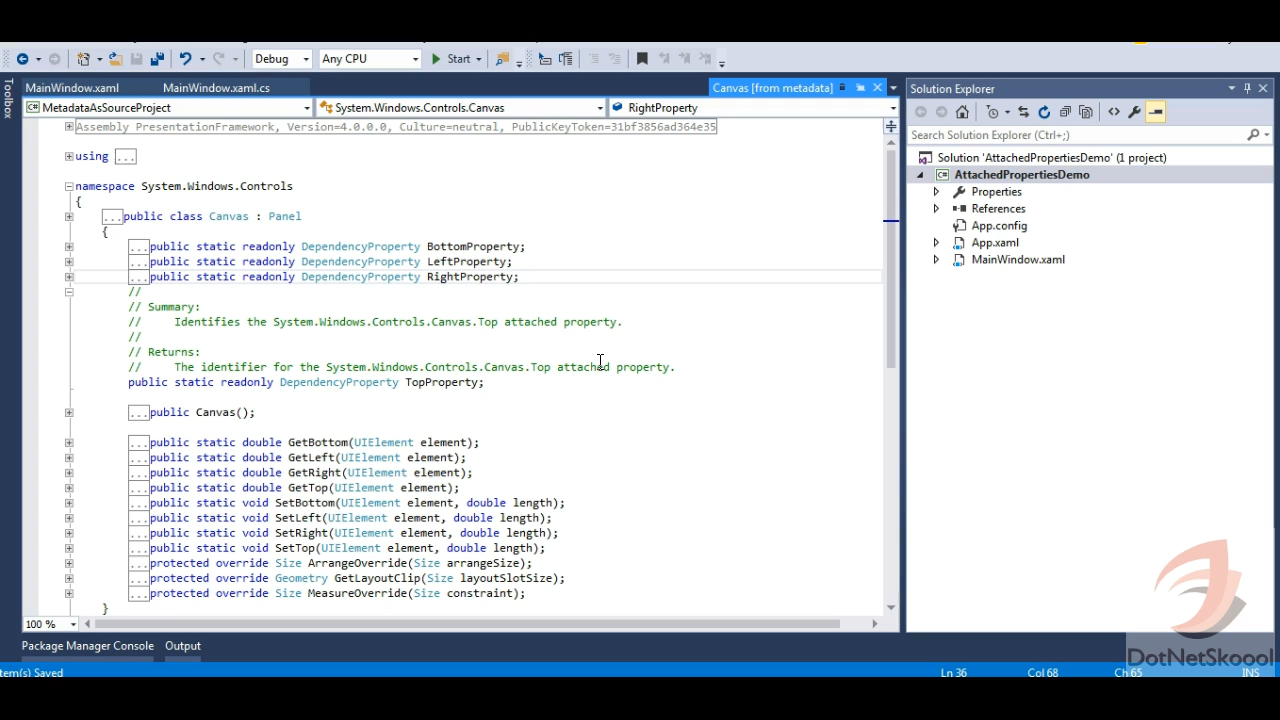 Debug
Any CPU
Start
Toolbox
MainWindow.xaml
MainWindow.xaml.cs
Canvas [from metadata]
MetadataAsSourceProject
System.Windows.Controls.Canvas
RightProperty
Assembly PresentationFramework, Version=4.0.0.0, Culture=neutral, PublicKeyToken=31bf3856ad364e35
using ...
namespace System.Windows.Controls
{
...public class Canvas : Panel
{
...public static readonly DependencyProperty BottomProperty;
...public static readonly DependencyProperty LeftProperty;
...public static readonly DependencyProperty RightProperty;
//
// Summary:
//     Identifies the System.Windows.Controls.Canvas.Top attached property.
//
// Returns:
//     The identifier for the System.Windows.Controls.Canvas.Top attached property.
public static readonly DependencyProperty TopProperty;
...public Canvas();
...public static double GetBottom(UIElement element);
...public static double GetLeft(UIElement element);
...public static double GetRight(UIElement element);
...public static double GetTop(UIElement element);
...public static void SetBottom(UIElement element, double length);
...public static void SetLeft(UIElement element, double length);
...public static void SetRight(UIElement element, double length);
...public static void SetTop(UIElement element, double length);
...protected override Size ArrangeOverride(Size arrangeSize);
...protected override Geometry GetLayoutClip(Size layoutSlotSize);
...protected override Size MeasureOverride(Size constraint);
}
100 %
Solution Explorer
Search Solution Explorer (Ctrl+;)
Solution 'AttachedPropertiesDemo' (1 project)
AttachedPropertiesDemo
Properties
References
App.config
App.xaml
MainWindow.xaml
DotNetSkoool
Package Manager Console
Output
tem(s) Saved
Ln 36
Col 68
Ch 65
INS